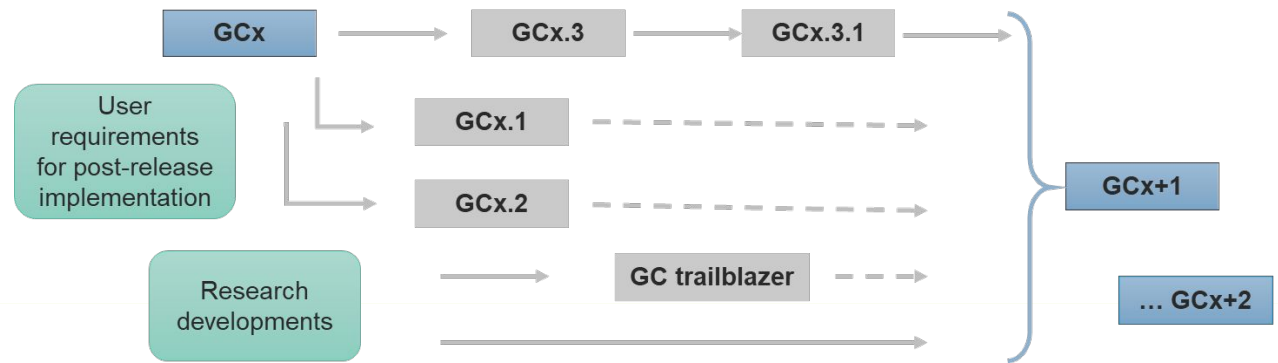 GCx
GCx.3
GCx.3.1
User
requirements
for post-release
implementation
GCx.1
GCx.2
GCx+1
Research
developments
GC trailblazer
... GCx+2